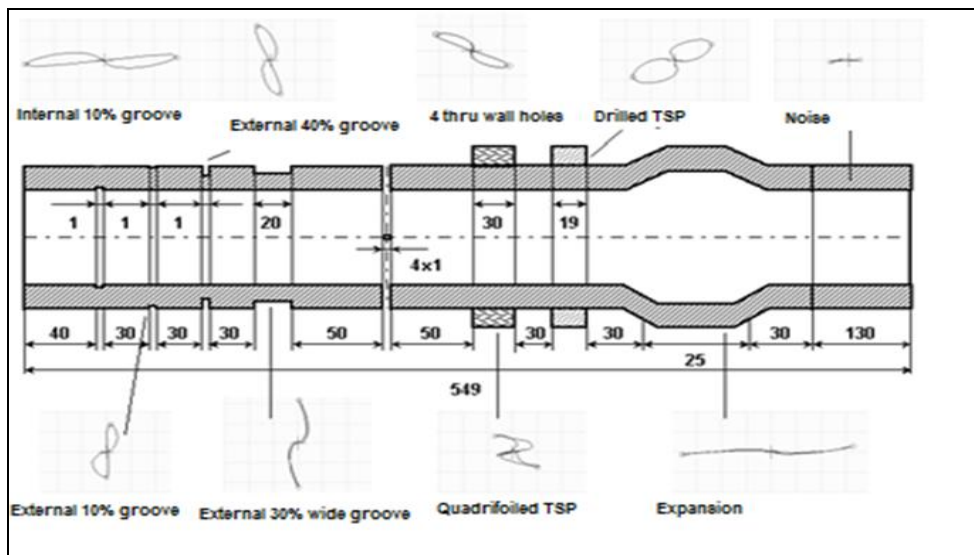 Internal 10% groove
External 40% groove
4 thru wall holes
Drilled TSP
Noise
1 1 1 20 30 19
4×1
40 30 30 30 50 50 30 30 30 130
25
549
External 10% groove
External 30% wide groove
Quadrifoiled TSP
Expansion